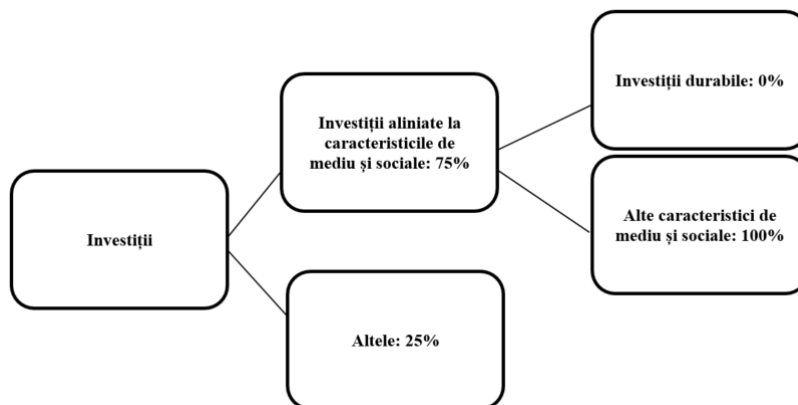 Investiții
Investiții aliniate la
caracteristicile de
mediu și sociale: 75%
Altele: 25%
Investiții durabile: 0%
Alte caracteristici de
mediu și sociale: 100%